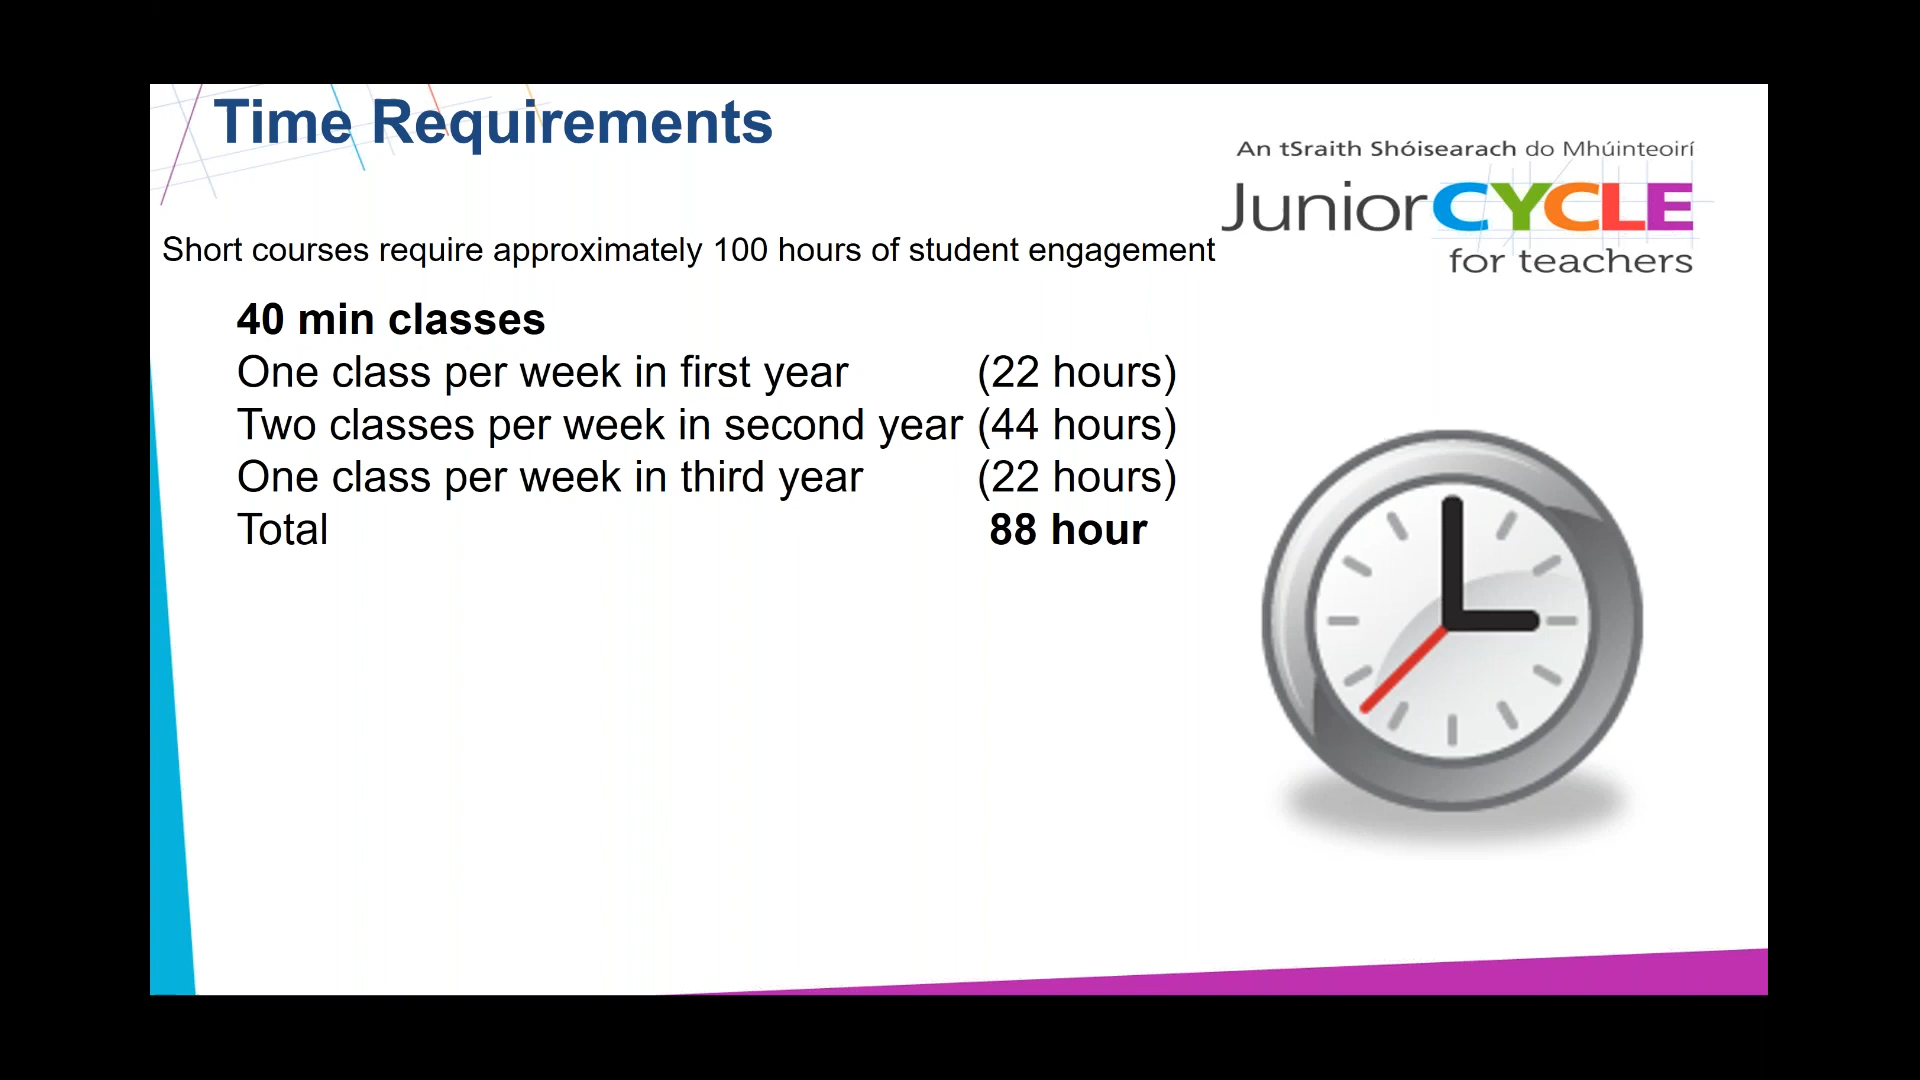 Time Requirements
An tSraith Shóisearach do Mhúinteoirí
JuniorCYCLE
for teachers
Short courses require approximately 100 hours of student engagement
40 min classes
One class per week in first year (22 hours)
Two classes per week in second year (44 hours)
One class per week in third year (22 hours)
Total 88 hour